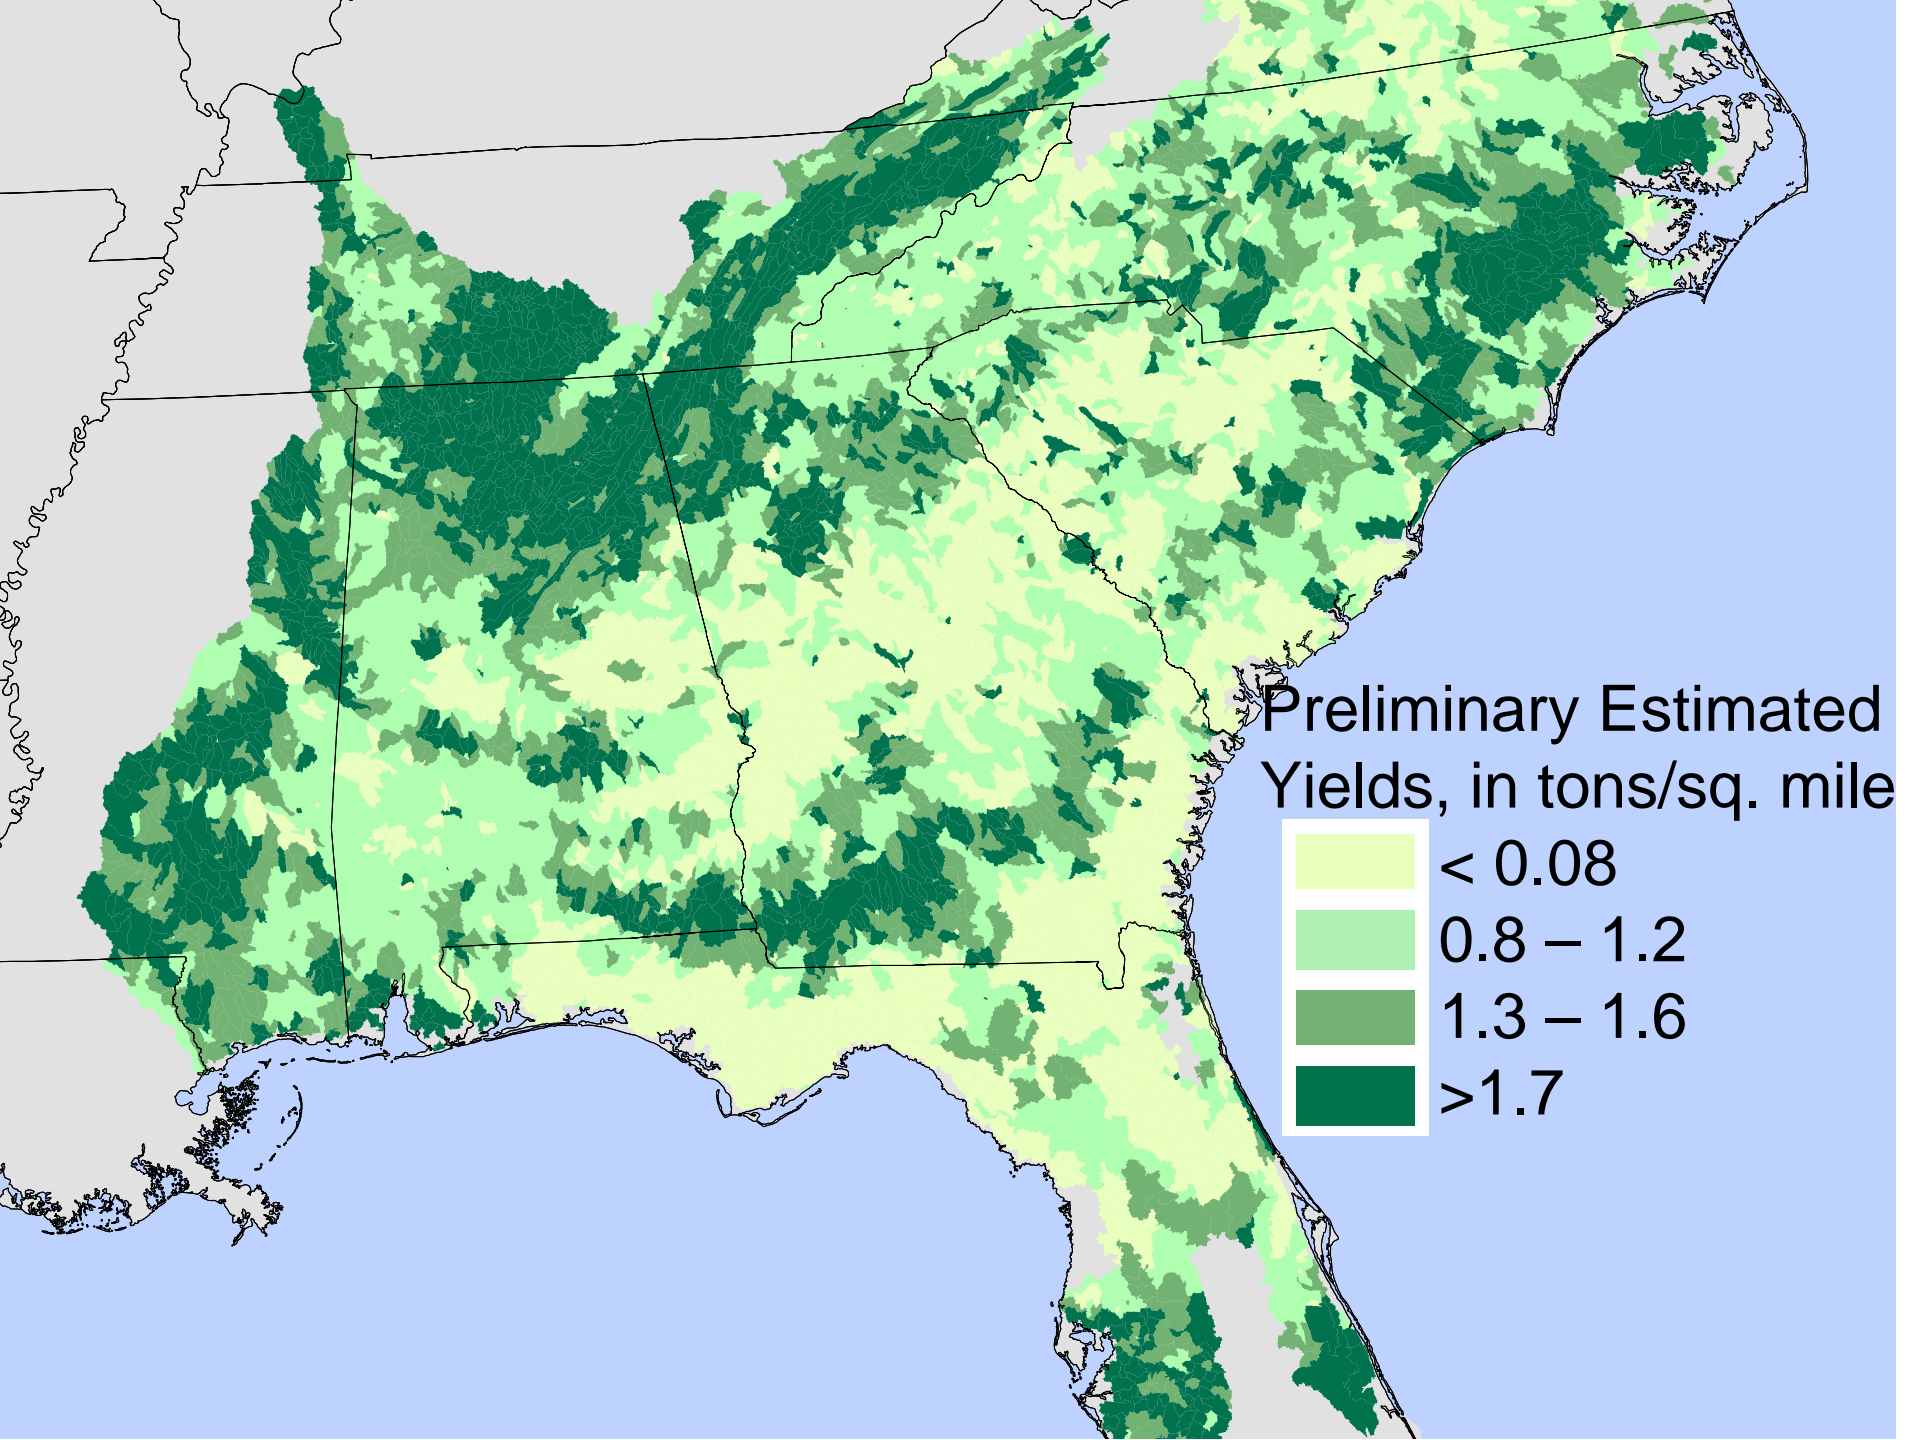 Preliminary Estimated
Yields, in tons/sq. mile
< 0.08
0.8 – 1.2
1.3 – 1.6
>1.7